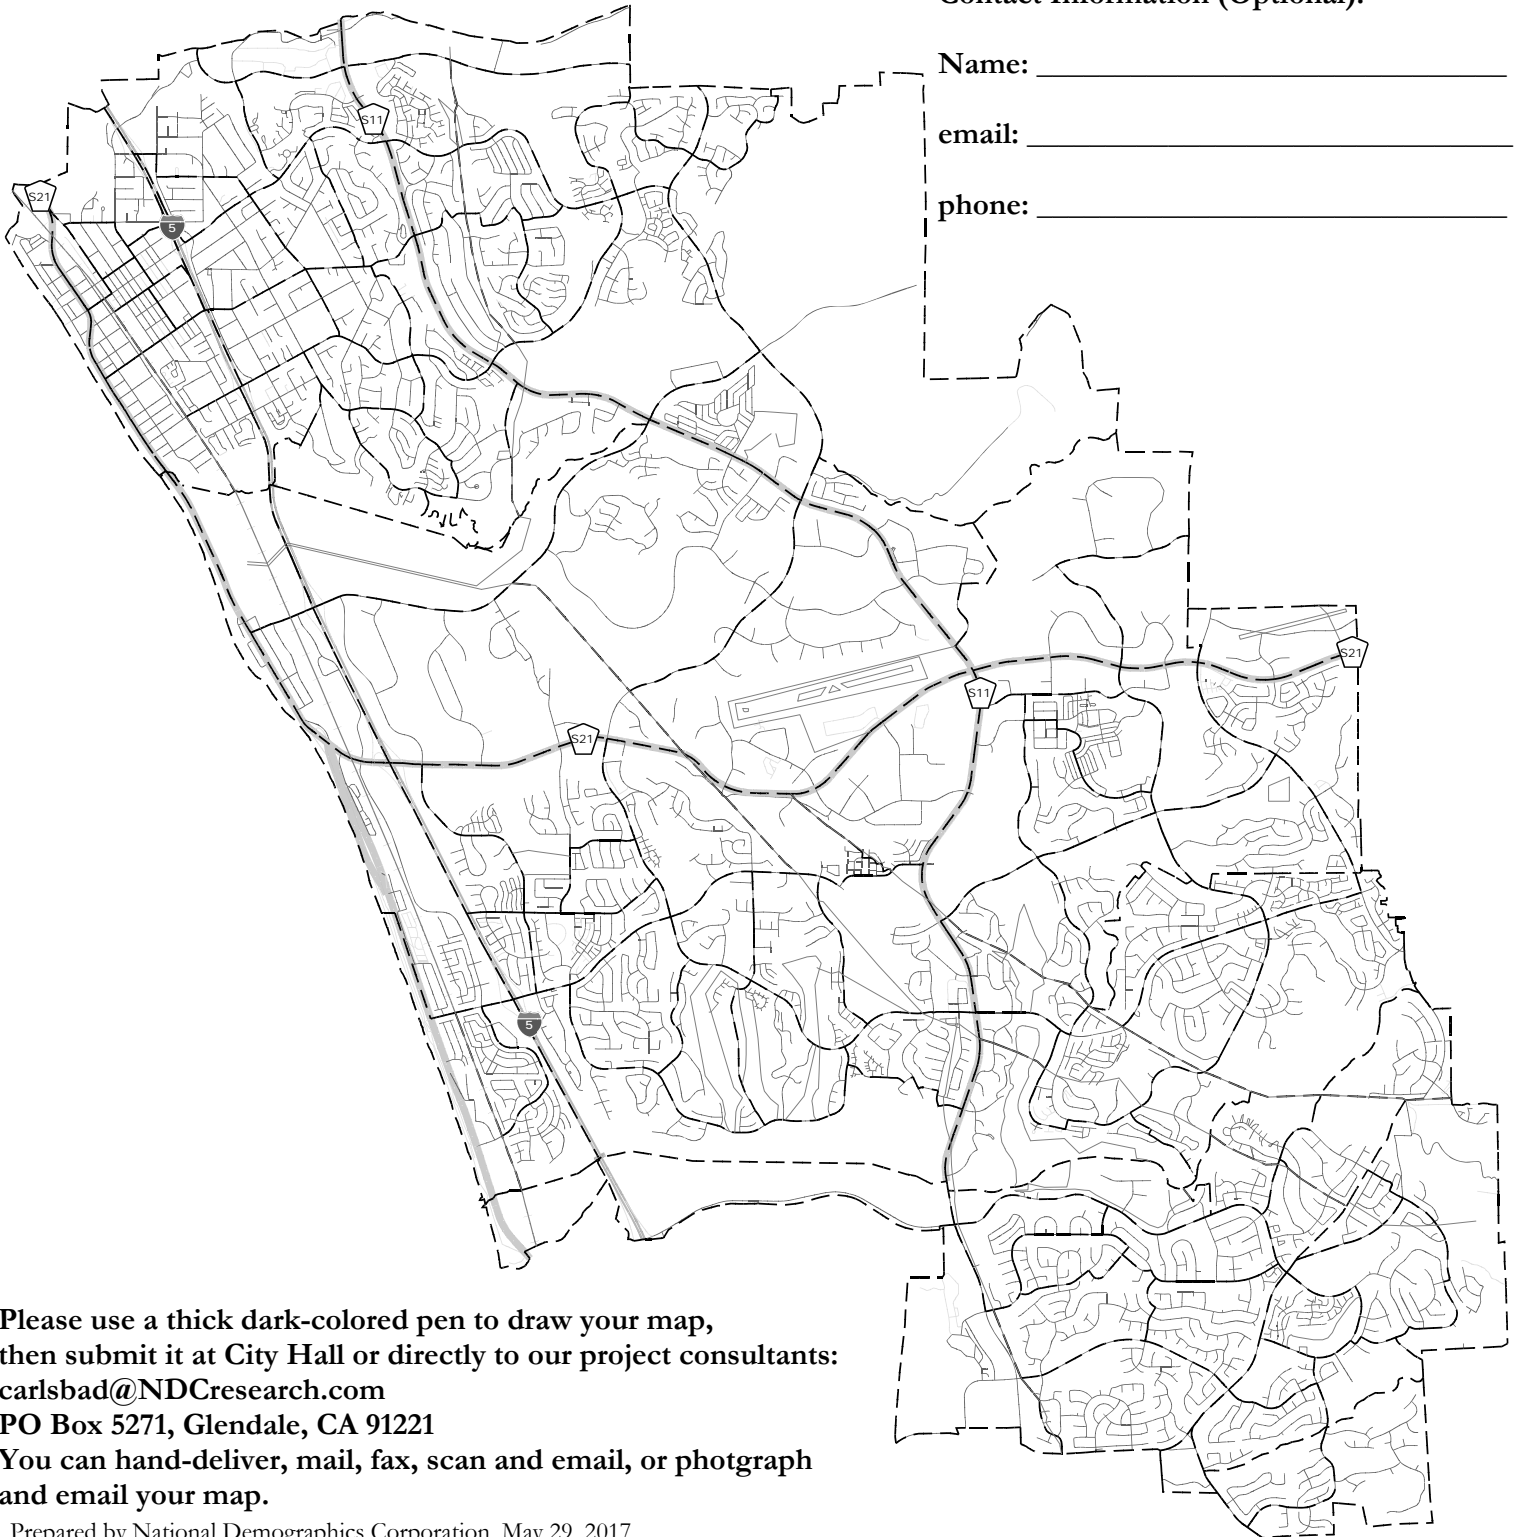 Contact Information (Optional):
Name: _______________________________
email: ________________________________
phone: _______________________________
S11
S21
5
S21
S11
S21
5
Please use a thick dark-colored pen to draw your map,
then submit it at City Hall or directly to our project consultants:
carlsbad@NDCresearch.com
PO Box 5271, Glendale, CA 91221
You can hand-deliver, mail, fax, scan and email, or photgraph
and email your map.
Prepared by National Demographics Corporation, May 29, 2017